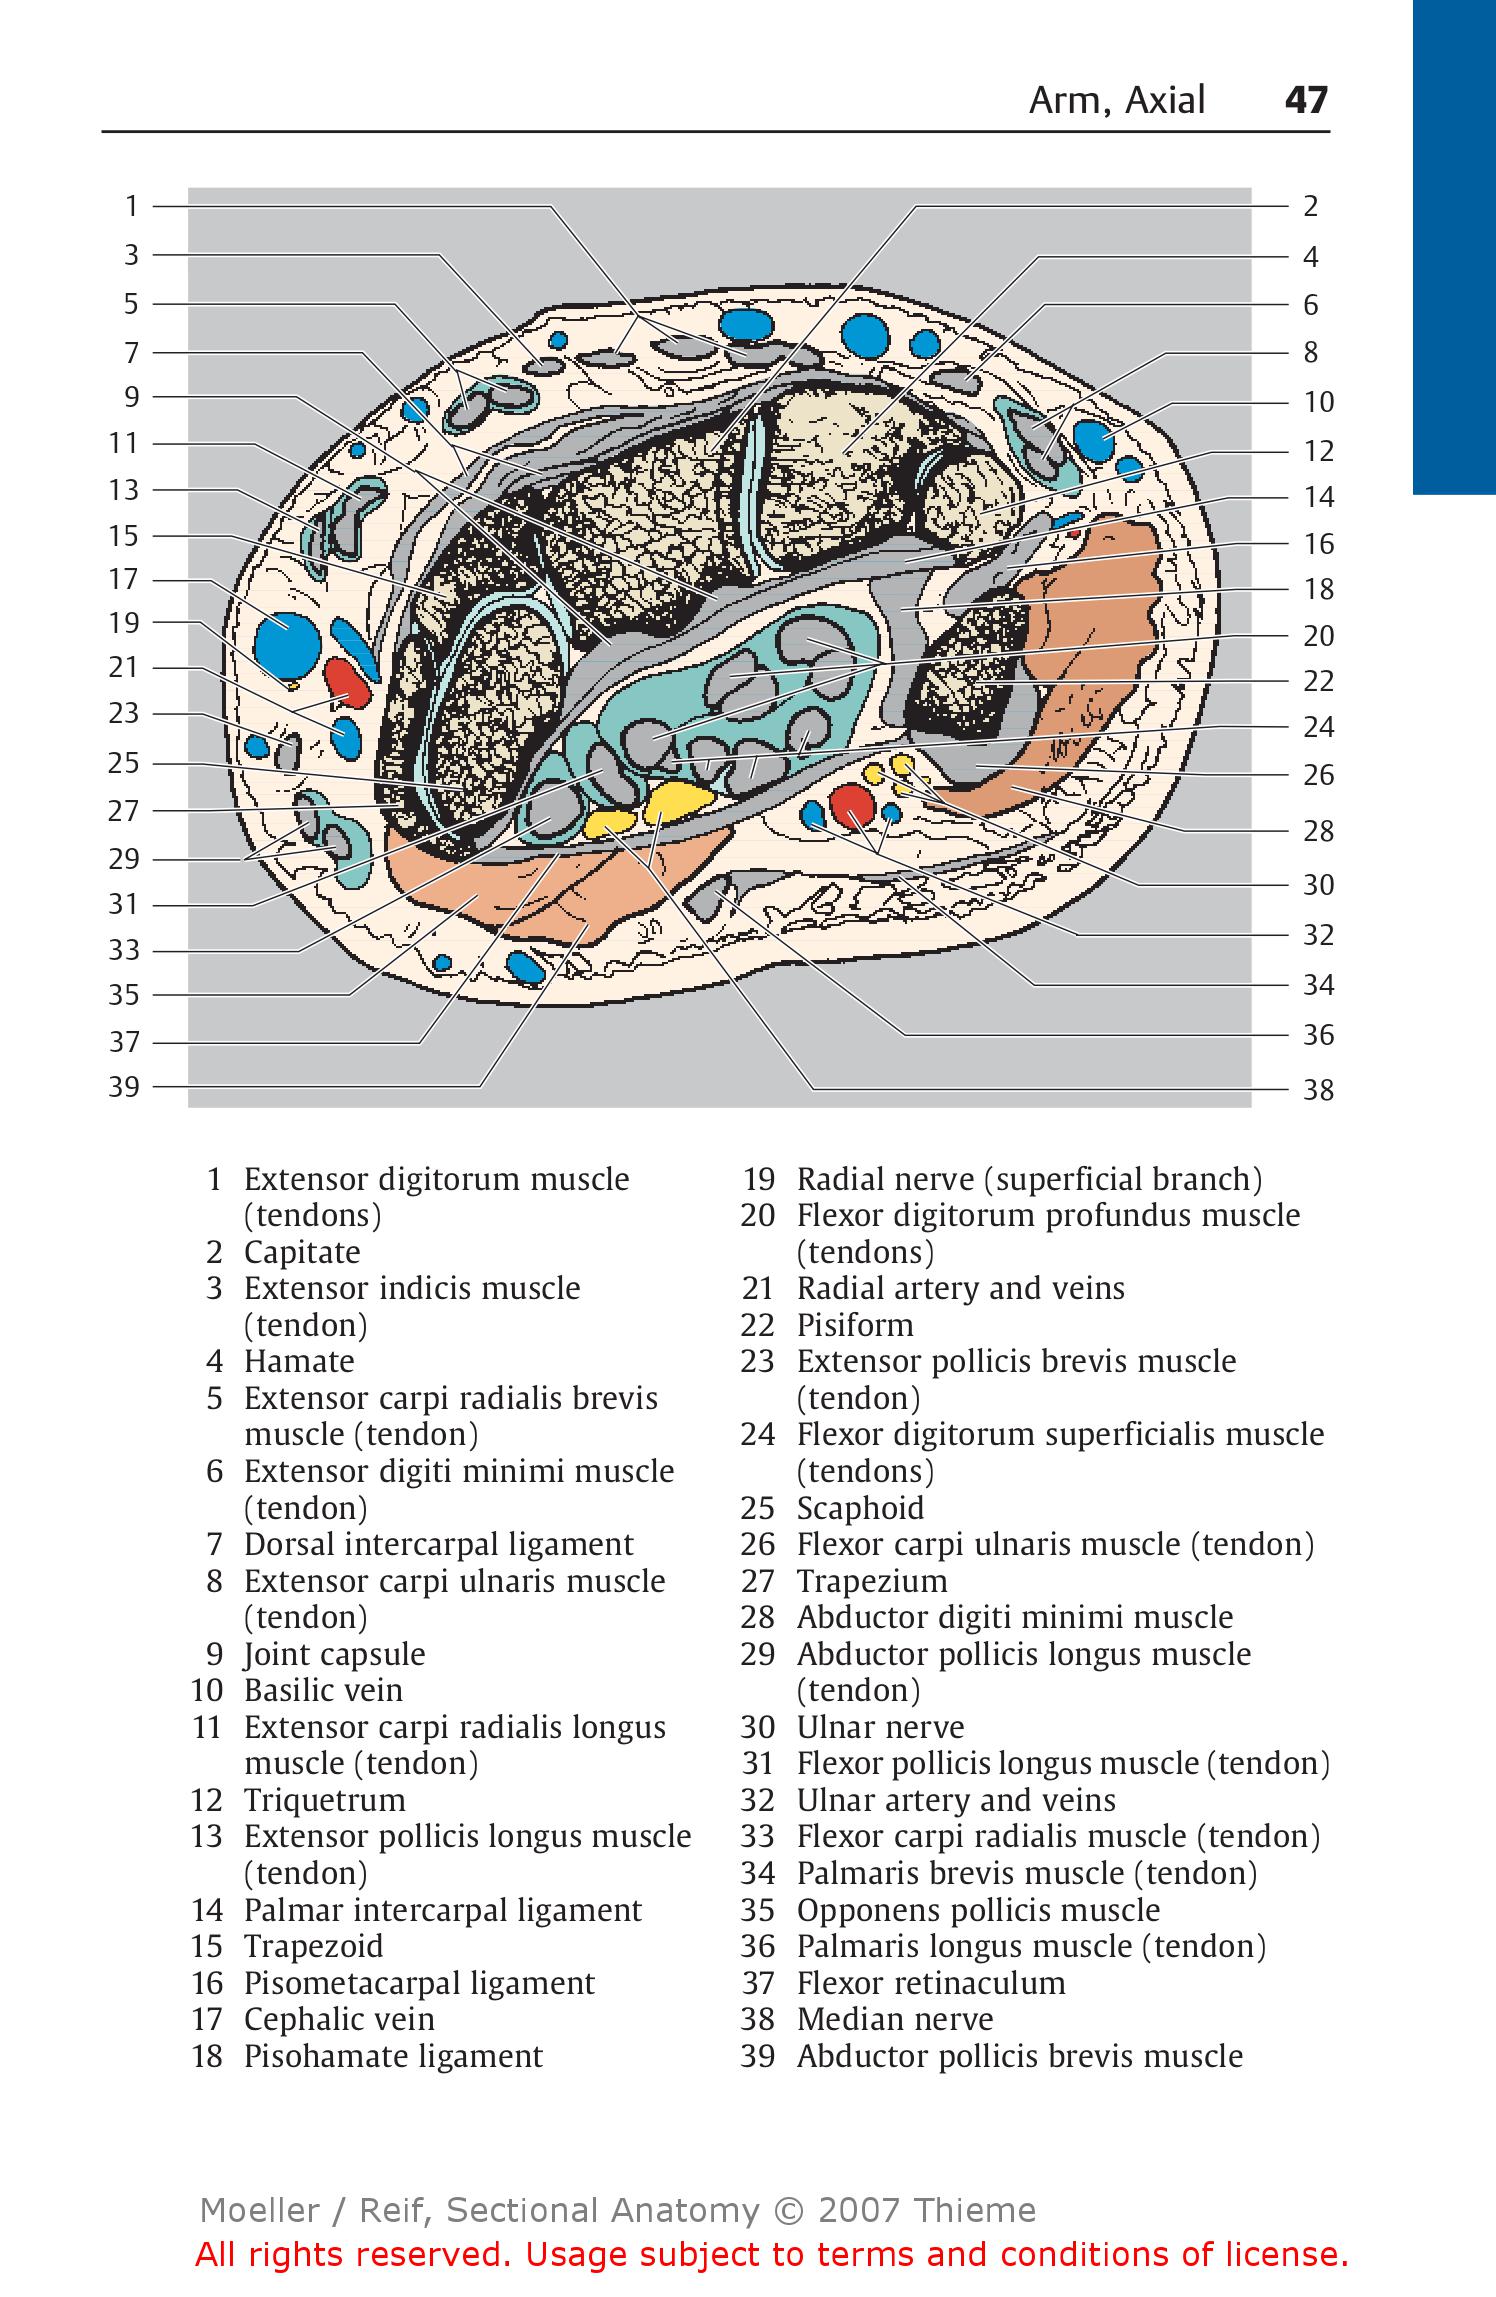 Arm, Axial 47
1 2
3 4
5 6
7 8
9 10
11 12
13 14
15 16
17 18
19 20
21 22
23 24
25 26
27 28
29 30
31 32
33 34
35 36
37 38
39
1 Extensor digitorum muscle
(tendons)
2 Capitate
3 Extensor indicis muscle
(tendon)
4 Hamate
5 Extensor carpi radialis brevis
muscle (tendon)
6 Extensor digiti minimi muscle
(tendon)
7 Dorsal intercarpal ligament
8 Extensor carpi ulnaris muscle
(tendon)
9 Joint capsule
10 Basilic vein
11 Extensor carpi radialis longus
muscle (tendon)
12 Triquetrum
13 Extensor pollicis longus muscle
(tendon)
14 Palmar intercarpal ligament
15 Trapezoid
16 Pisometacarpal ligament
17 Cephalic vein
18 Pisohamate ligament
19 Radial nerve (superficial branch)
20 Flexor digitorum profundus muscle
(tendons)
21 Radial artery and veins
22 Pisiform
23 Extensor pollicis brevis muscle
(tendon)
24 Flexor digitorum superficialis muscle
(tendons)
25 Scaphoid
26 Flexor carpi ulnaris muscle (tendon)
27 Trapezium
28 Abductor digiti minimi muscle
29 Abductor pollicis longus muscle
(tendon)
30 Ulnar nerve
31 Flexor pollicis longus muscle (tendon)
32 Ulnar artery and veins
33 Flexor carpi radialis muscle (tendon)
34 Palmaris brevis muscle (tendon)
35 Opponens pollicis muscle
36 Palmaris longus muscle (tendon)
37 Flexor retinaculum
38 Median nerve
39 Abductor pollicis brevis muscle
Moeller / Reif, Sectional Anatomy © 2007 Thieme
All rights reserved. Usage subject to terms and conditions of license.